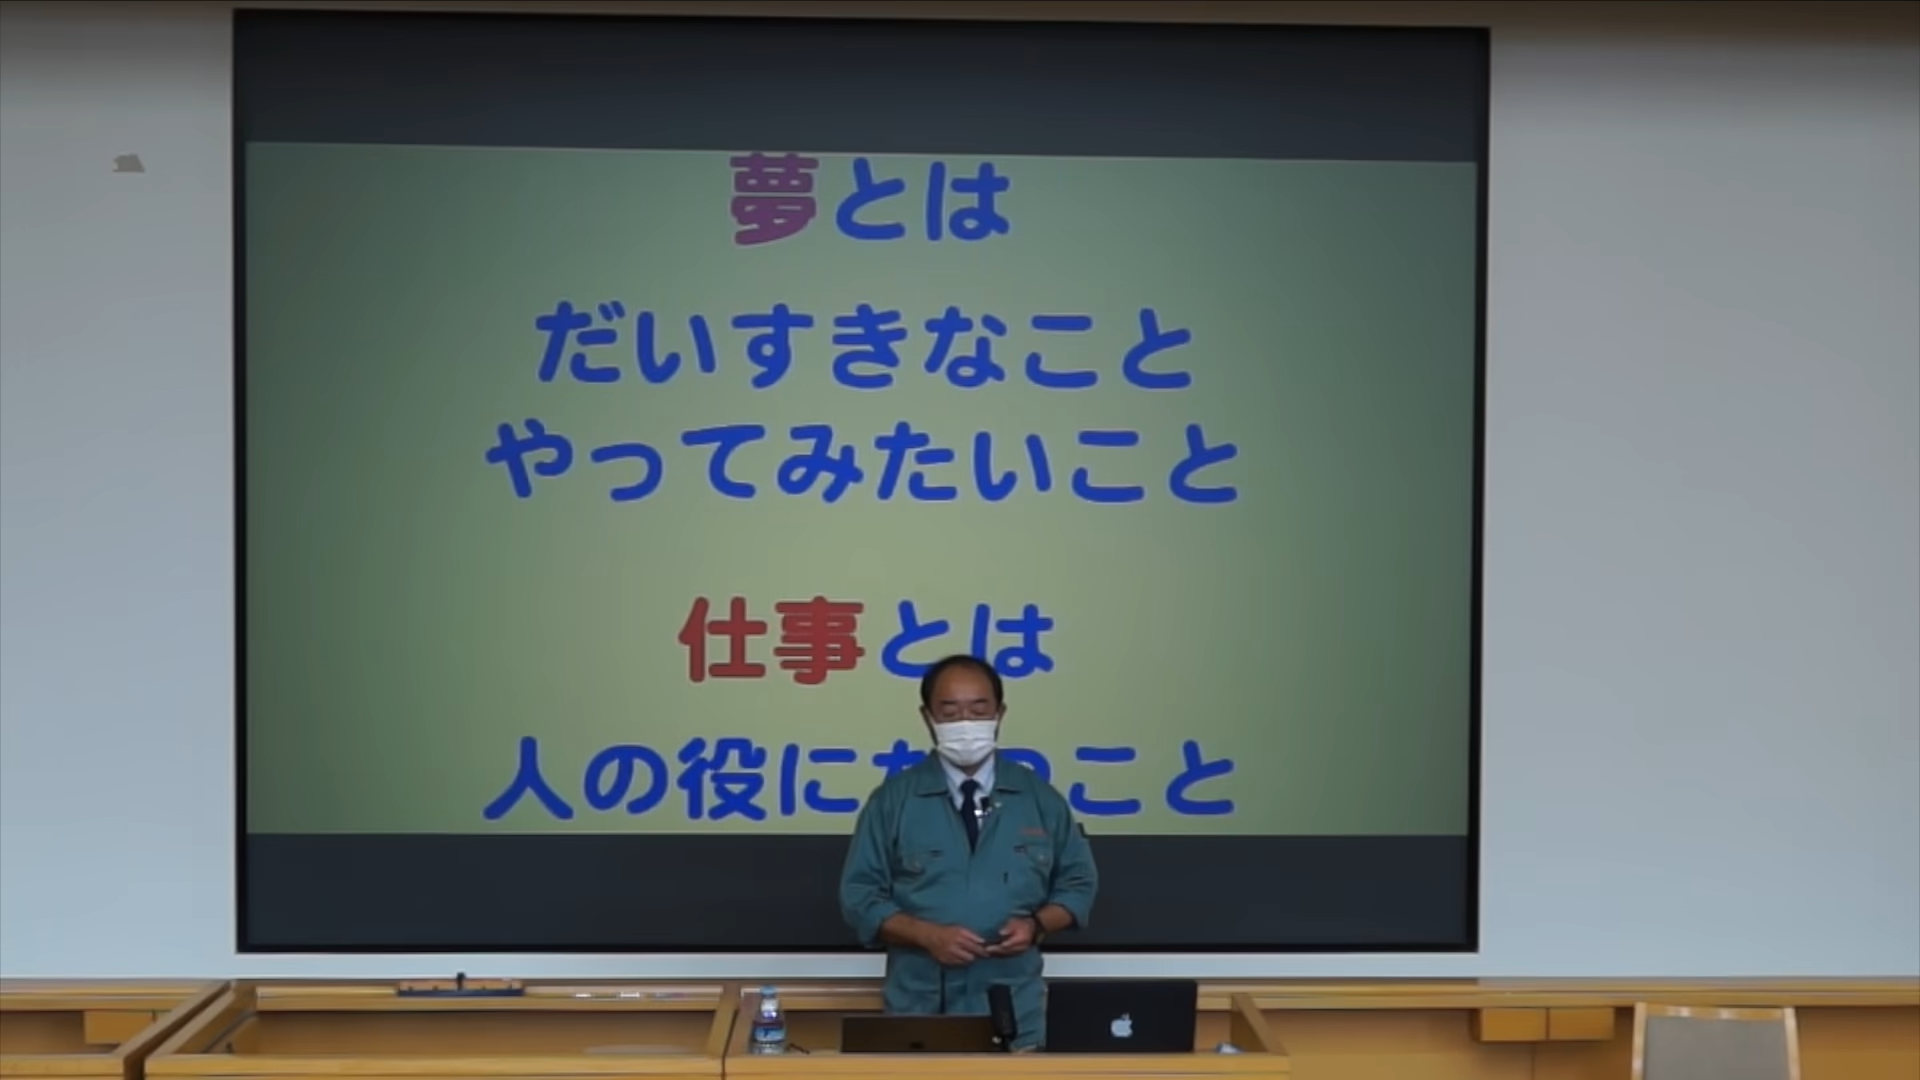 夢とは
だいすきなこと
やってみたいこと
仕事とは
人の役に こと